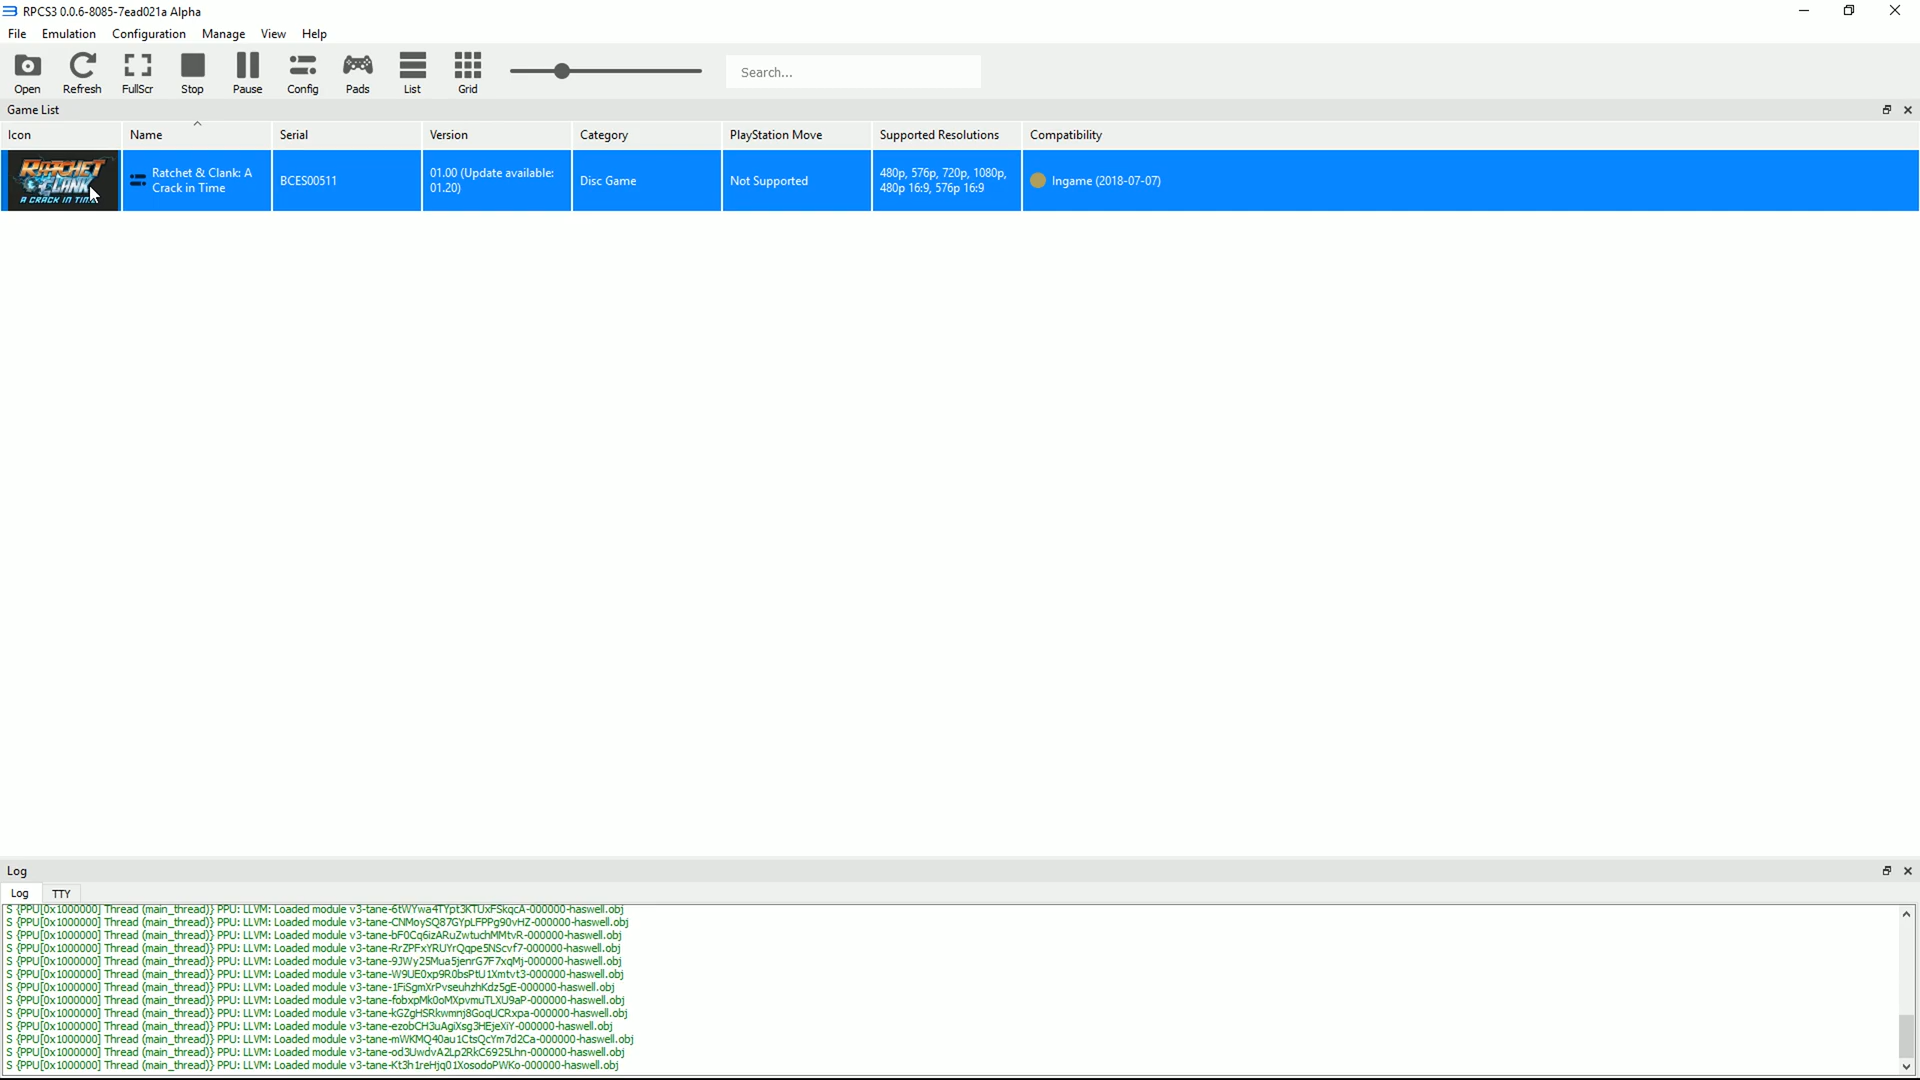 RPCS3 0.0.6-8085-7ead021a Alpha
File Emulation Configuration Manage View Help
Open Refresh FullScr Stop Pause Config Pads List Grid
Search...
Game List
Icon Name Serial Version Category PlayStation Move Supported Resolutions Compatibility
RATCHET & CLANK
A CRACK IN TIME
Ratchet & Clank: A
Crack in Time
BCES00511
01.00 (Update available:
01.20)
Disc Game
Not Supported
480p, 576p, 720p, 1080p,
480p 16:9, 576p 16:9
Ingame (2018-07-07)
Log
Log TTY
S {PPU[0x1000000] Thread (main_thread)} PPU: LLVM: Loaded module v3-tane-6tWYwa4TYpt3KTUxFSkqcA-000000-haswell.obj
S {PPU[0x1000000] Thread (main_thread)} PPU: LLVM: Loaded module v3-tane-CNMoySQ87GYpLFPPg90vHZ-000000-haswell.obj
S {PPU[0x1000000] Thread (main_thread)} PPU: LLVM: Loaded module v3-tane-bF0Cq6izARuZwtuchMMtvR-000000-haswell.obj
S {PPU[0x1000000] Thread (main_thread)} PPU: LLVM: Loaded module v3-tane-RrZPFxYRUYrQqpe5NScvf7-000000-haswell.obj
S {PPU[0x1000000] Thread (main_thread)} PPU: LLVM: Loaded module v3-tane-9JWy25Mua5jenrG7F7xqMj-000000-haswell.obj
S {PPU[0x1000000] Thread (main_thread)} PPU: LLVM: Loaded module v3-tane-W9UE0xp9R0bsPtU1Xmtvt3-000000-haswell.obj
S {PPU[0x1000000] Thread (main_thread)} PPU: LLVM: Loaded module v3-tane-1FiSgmXrPvseuhzhKdz5gE-000000-haswell.obj
S {PPU[0x1000000] Thread (main_thread)} PPU: LLVM: Loaded module v3-tane-fobxpMk0oMXpvmuTLXU9aP-000000-haswell.obj
S {PPU[0x1000000] Thread (main_thread)} PPU: LLVM: Loaded module v3-tane-kGZgHSRkwmnj8GoqUCRxpa-000000-haswell.obj
S {PPU[0x1000000] Thread (main_thread)} PPU: LLVM: Loaded module v3-tane-ezobCH3uAgiXsg3HEjeXiY-000000-haswell.obj
S {PPU[0x1000000] Thread (main_thread)} PPU: LLVM: Loaded module v3-tane-mWKMQ40au1CtsQcYm7d2Ca-000000-haswell.obj
S {PPU[0x1000000] Thread (main_thread)} PPU: LLVM: Loaded module v3-tane-od3UwdvA2Lp2RkC6925Lhn-000000-haswell.obj
S {PPU[0x1000000] Thread (main_thread)} PPU: LLVM: Loaded module v3-tane-Kt3h1reHjq01XosodoPWKo-000000-haswell.obj